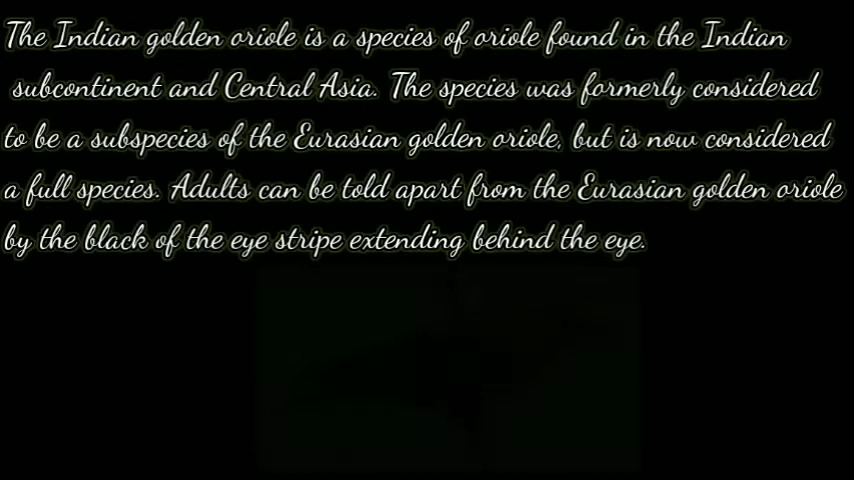 The Indian golden oriole is a species of oriole found in the Indian
subcontinent and Central Asia. The species was formerly considered
to be a subspecies of the Eurasian golden oriole, but is now considered
a full species. Adults can be told apart from the Eurasian golden oriole
by the black of the eye stripe extending behind the eye.